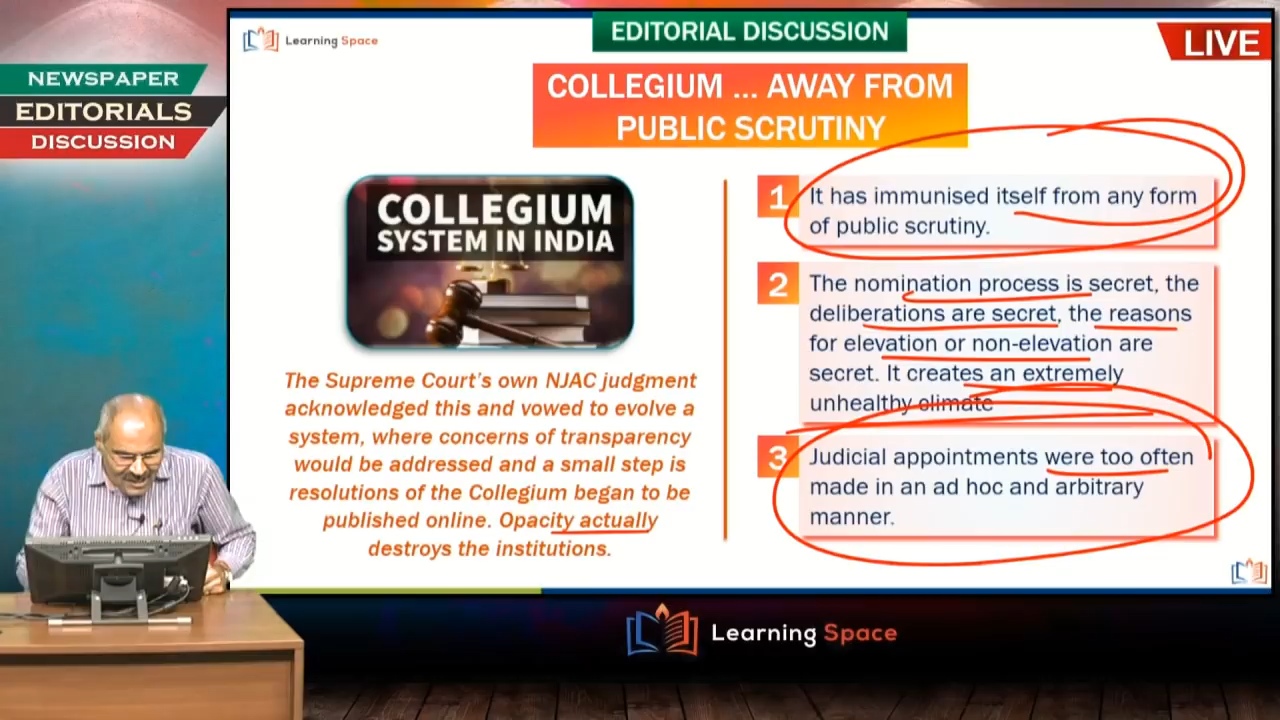 NEWSPAPER
EDITORIALS
DISCUSSION
Learning Space
EDITORIAL DISCUSSION
LIVE
COLLEGIUM ... AWAY FROM
PUBLIC SCRUTINY
COLLEGIUM
SYSTEM IN INDIA
The Supreme Court's own NJAC judgment
acknowledged this and vowed to evolve a
system, where concerns of transparency
would be addressed and a small step is
resolutions of the Collegium began to be
published online. Opacity actually
destroys the institutions.
1
It has immunised itself from any form
of public scrutiny.
2
The nomination process is secret, the
deliberations are secret, the reasons
for elevation or non-elevation are
secret. It creates an extremely
unhealthy climate
3
Judicial appointments were too often
made in an ad hoc and arbitrary
manner.
Learning Space